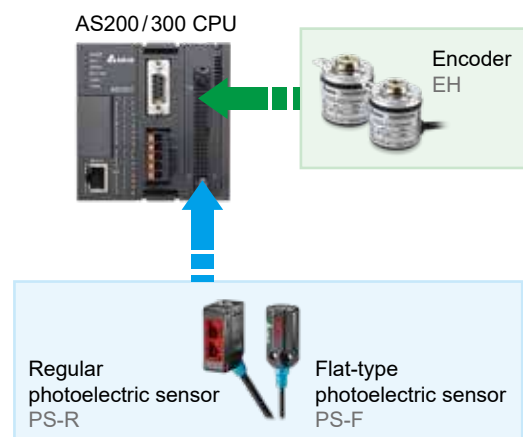 AS200/300 CPU
Encoder
EH
Regular
photoelectric sensor
PS-R
Flat-type
photoelectric sensor
PS-F